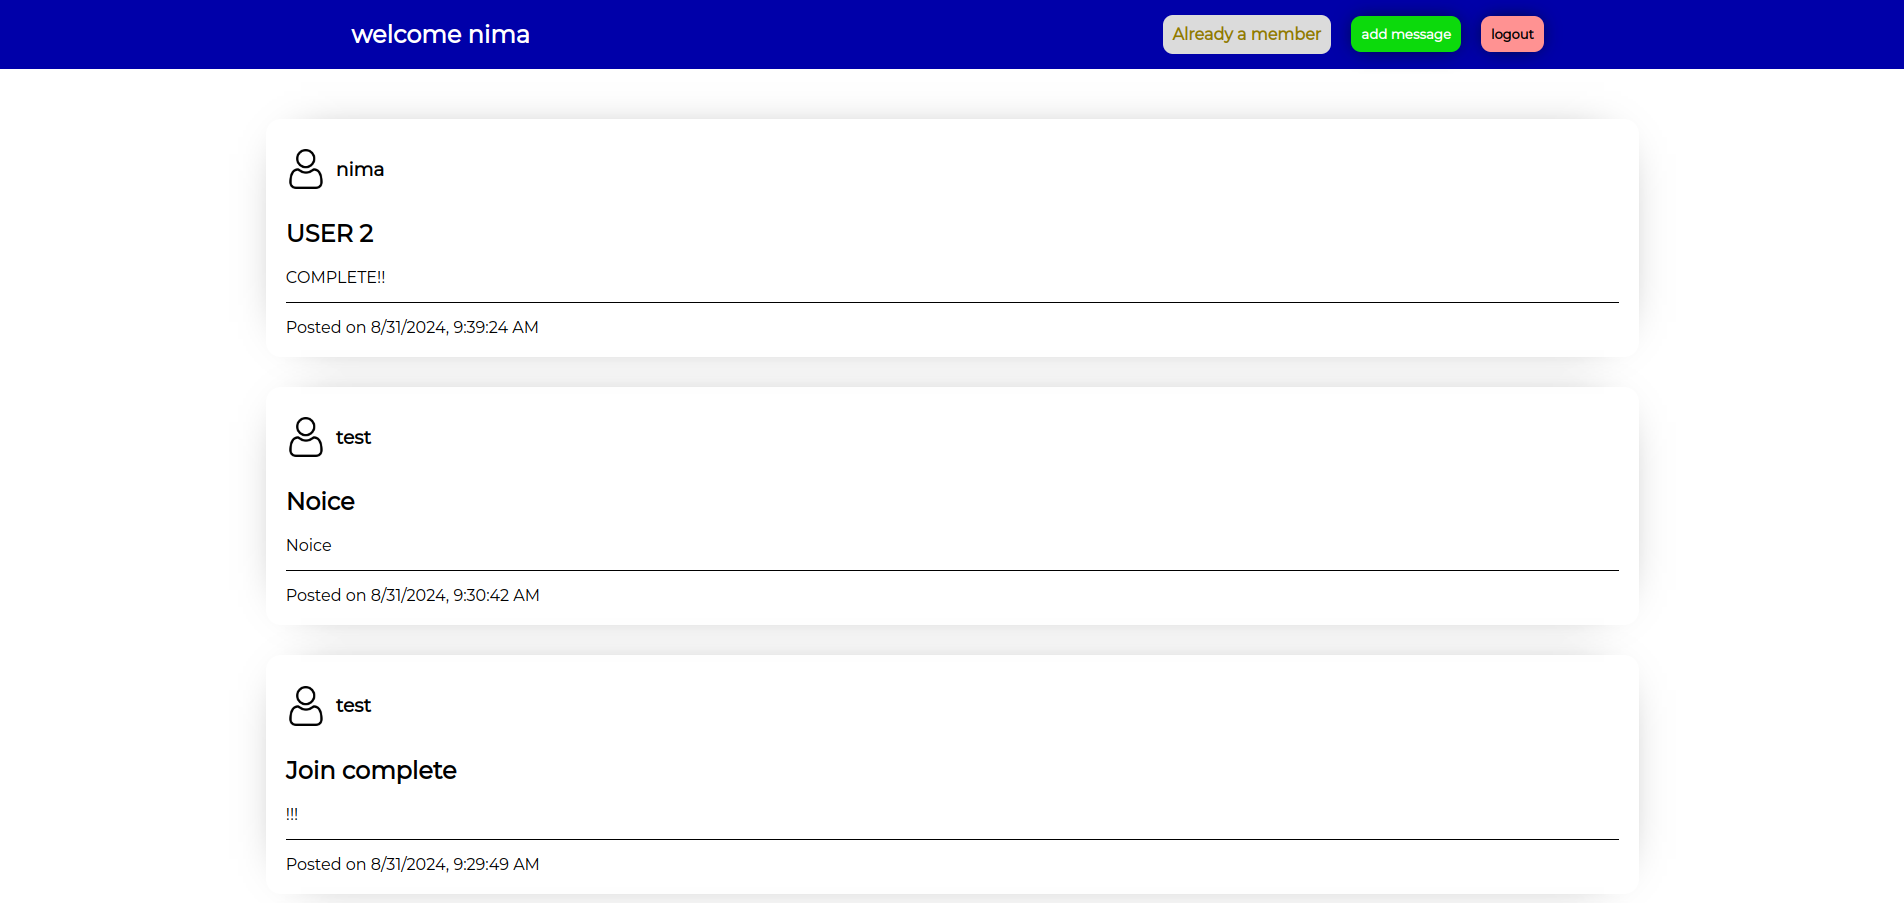 welcome nima
Already a member
add message
logout
nima
USER 2
COMPLETE!!
Posted on 8/31/2024, 9:39:24 AM
test
Noice
Noice
Posted on 8/31/2024, 9:30:42 AM
test
Join complete
!!!
Posted on 8/31/2024, 9:29:49 AM